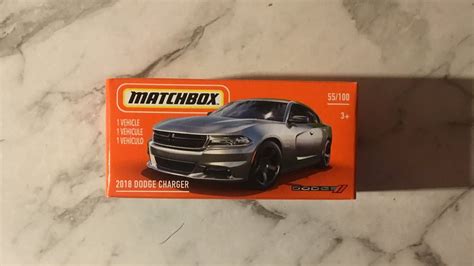 MATCHBOX
55/100
3+
1 VEHICLE
1 VÉHICULE
1 VEHÍCULO
2018 DODGE CHARGER
DODGE